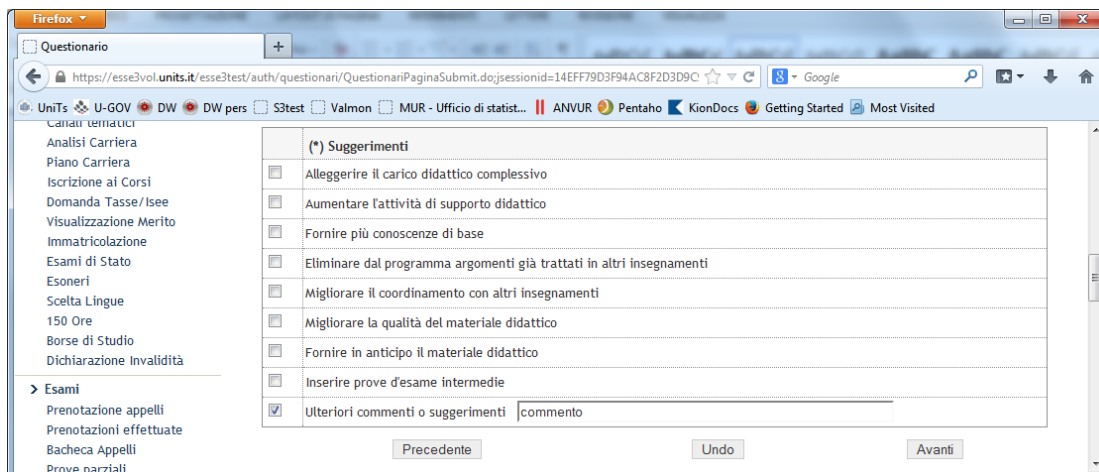 Firefox
Questionario
https://esse3vol.units.it/esse3test/auth/questionari/QuestionariPaginaSubmit.do;jsessionid=14EFF79D3F94AC8F2D3D9C Google
UniTs U-GOV DW DW pers S3test Valmon MUR - Ufficio di statist... ANVUR Pentaho KionDocs Getting Started Most Visited
Canali tematici
Analisi Carriera
Piano Carriera
Iscrizione ai Corsi
Domanda Tasse/Isee
Visualizzazione Merito
Immatricolazione
Esami di Stato
Esoneri
Scelta Lingue
150 Ore
Borse di Studio
Dichiarazione Invalidità
Esami
Prenotazione appelli
Prenotazioni effettuate
Bacheca Appelli
Prove parziali
(*) Suggerimenti
Alleggerire il carico didattico complessivo
Aumentare l'attività di supporto didattico
Fornire più conoscenze di base
Eliminare dal programma argomenti già trattati in altri insegnamenti
Migliorare il coordinamento con altri insegnamenti
Migliorare la qualità del materiale didattico
Fornire in anticipo il materiale didattico
Inserire prove d'esame intermedie
Ulteriori commenti o suggerimenti commento
Precedente Undo Avanti